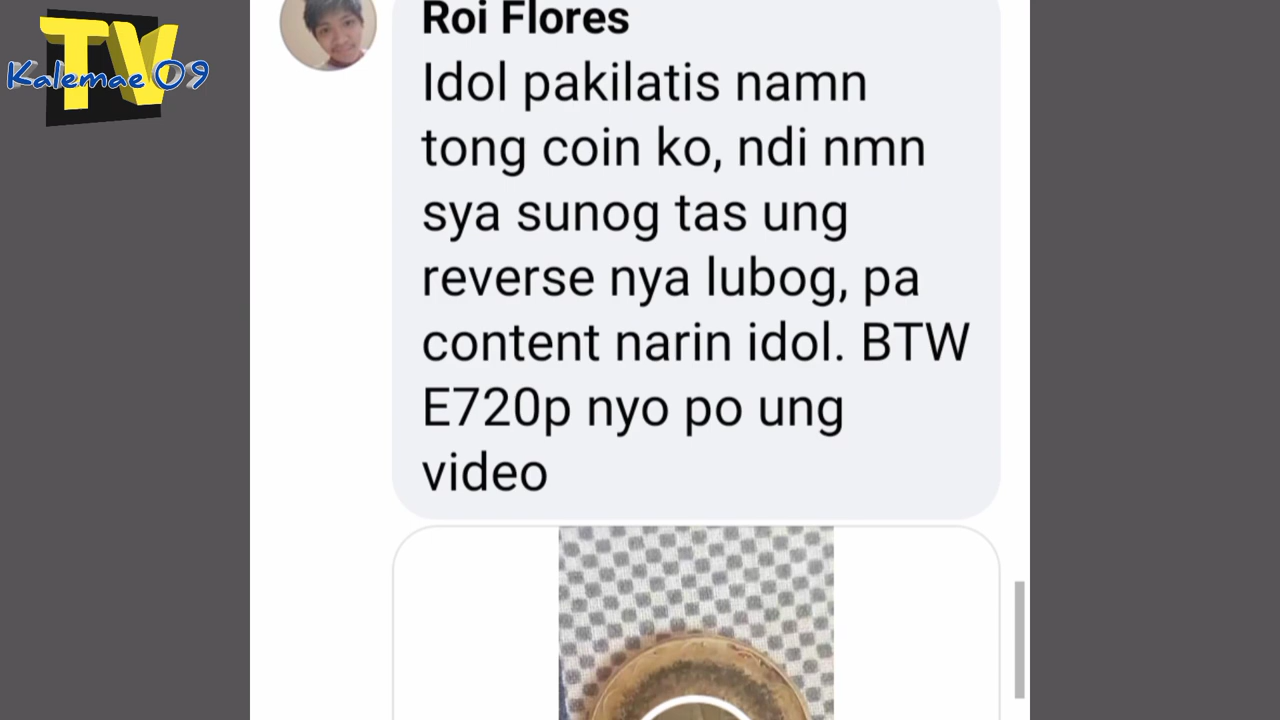 TV
Kalemae 09
Roi Flores
Idol pakilatis namn
tong coin ko, ndi nmn
sya sunog tas ung
reverse nya lubog, pa
content narin idol. BTW
E720p nyo po ung
video